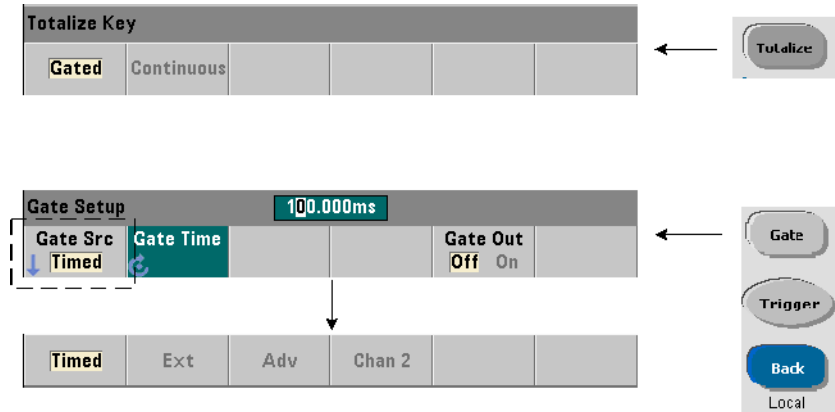 Totalize Key
Gated Continuous
Totalize
Gate Setup 100.000ms
Gate Src Gate Time Gate Out
Timed Off On
Gate
Trigger
Timed Ext Adv Chan 2
Back
Local